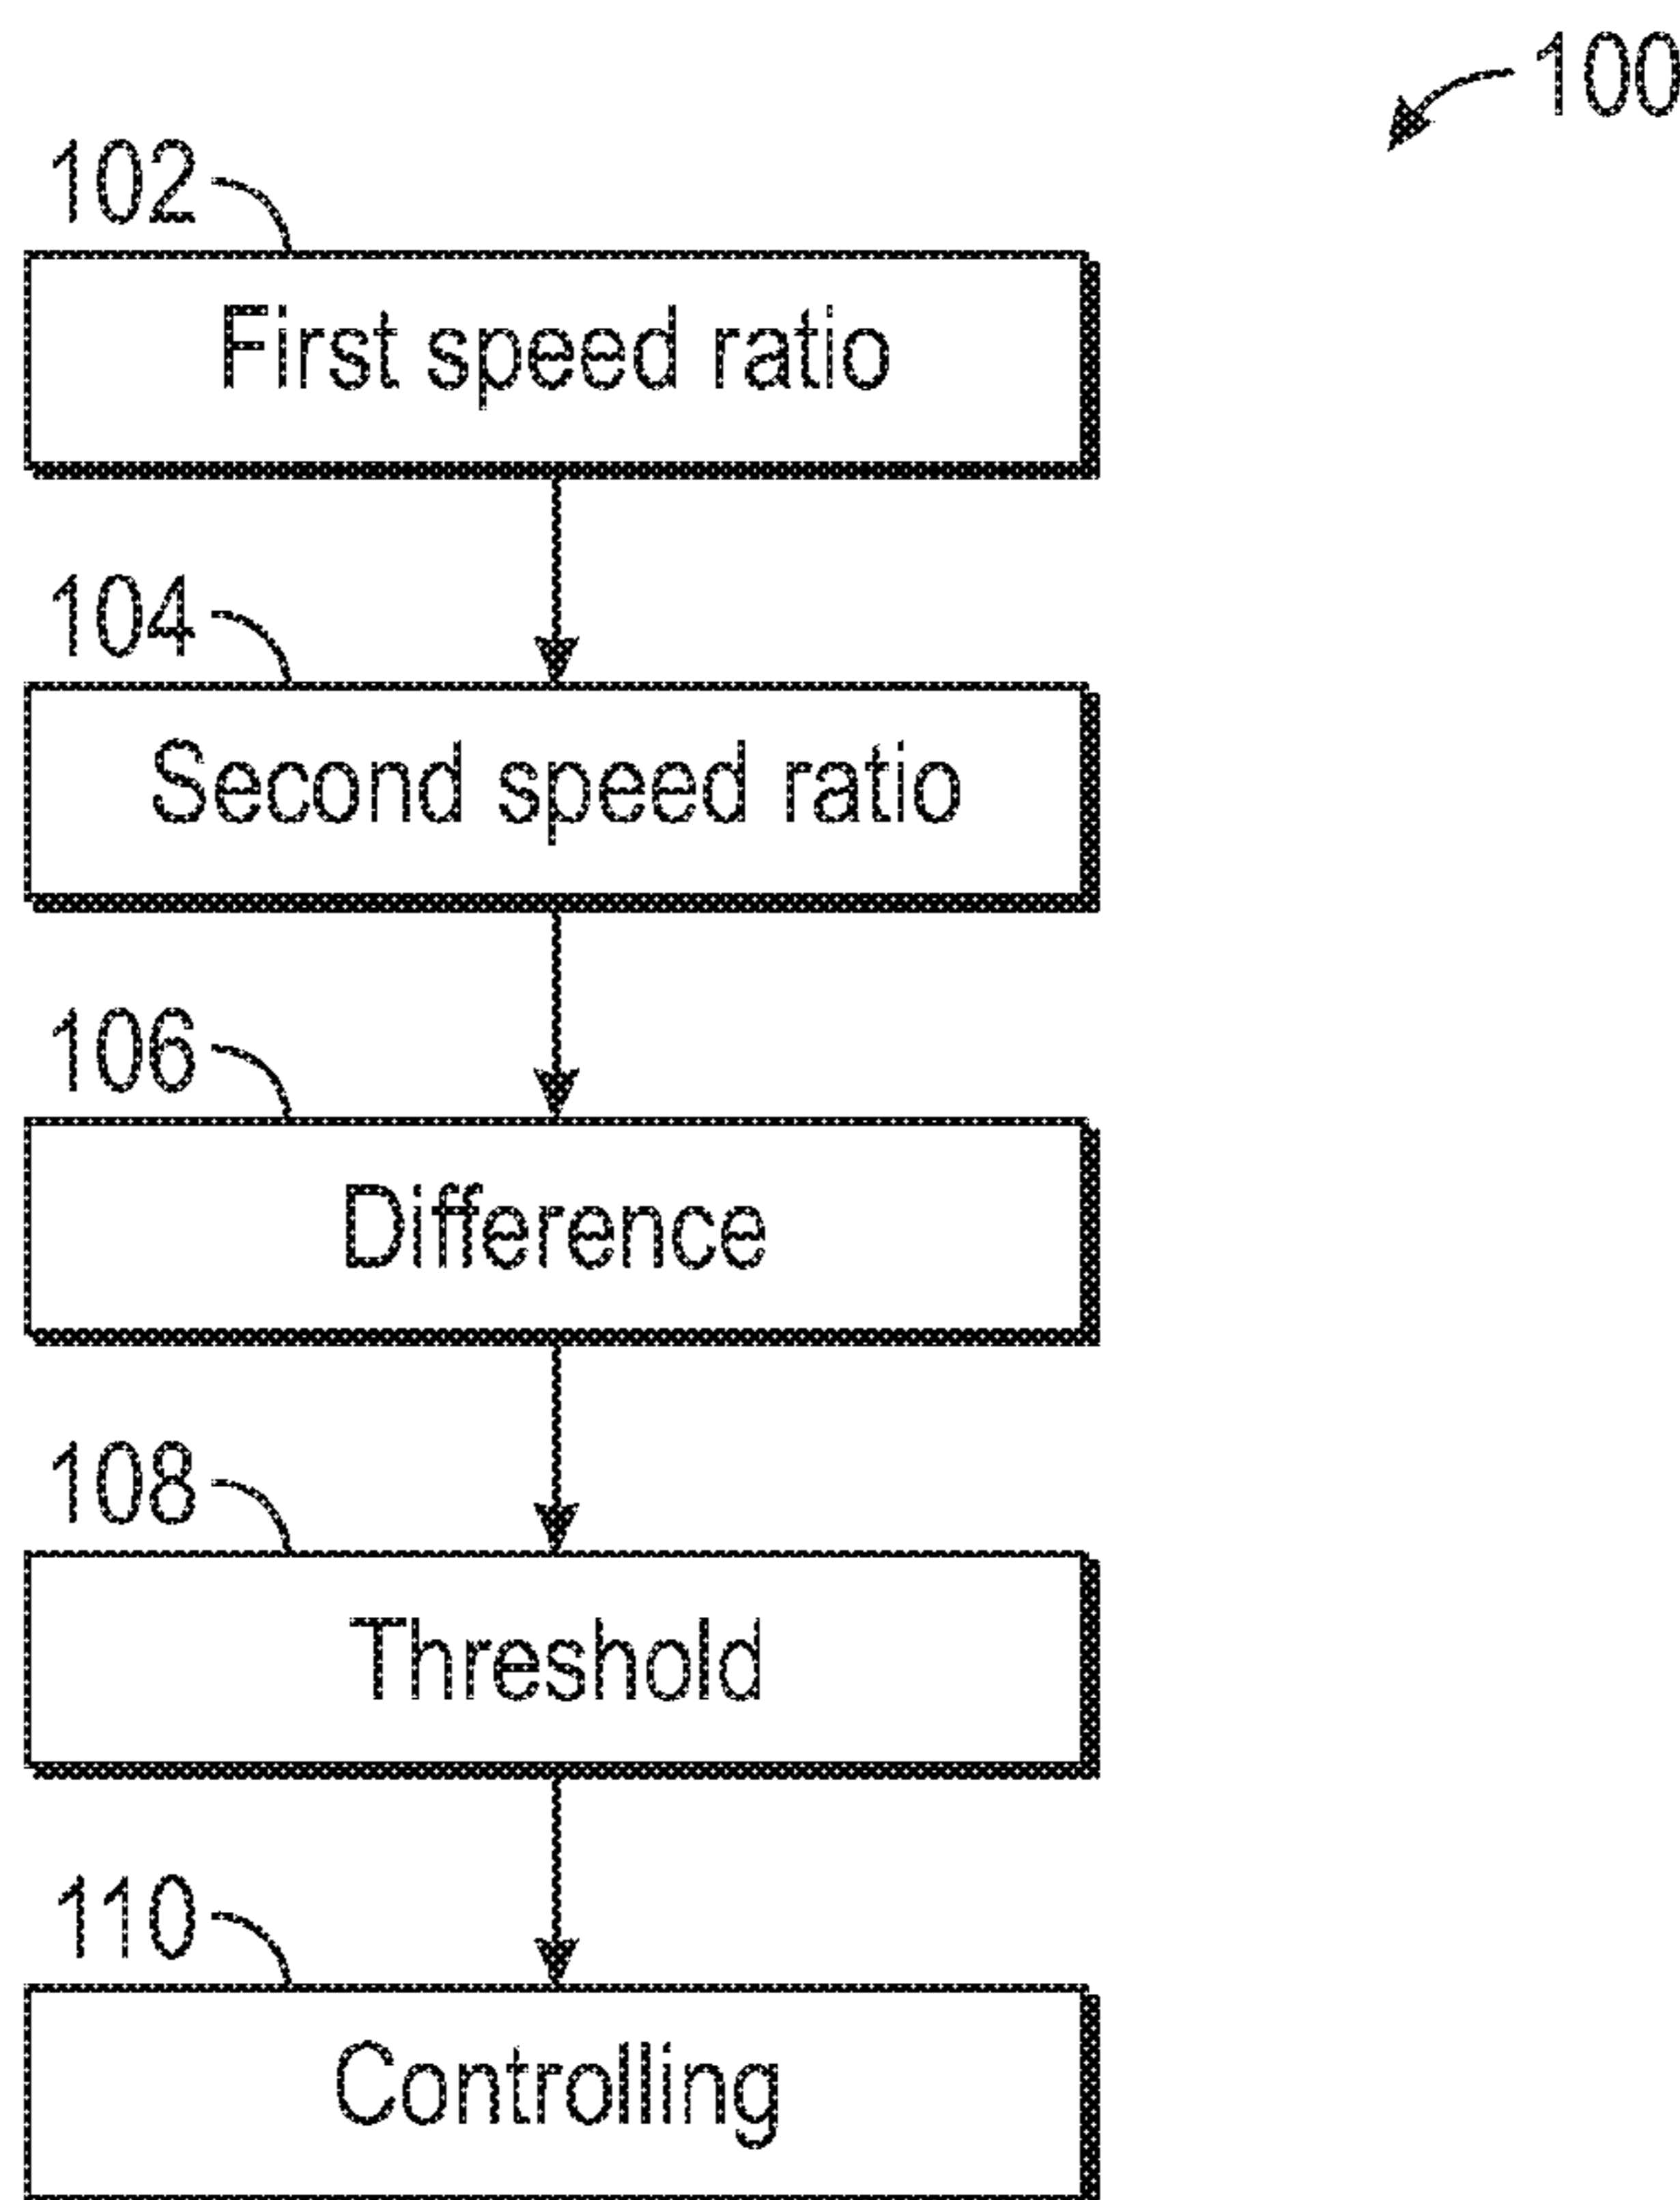 100
102
First speed ratio
104
Second speed ratio
106
Difference
108
Threshold
110
Controlling